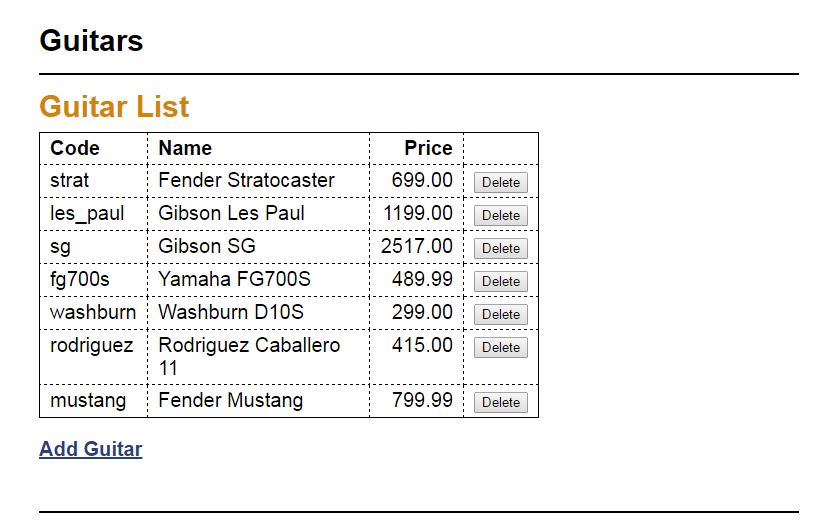 Guitars
Guitar List
Code Name Price
strat Fender Stratocaster 699.00 Delete
les_paul Gibson Les Paul 1199.00 Delete
sg Gibson SG 2517.00 Delete
fg700s Yamaha FG700S 489.99 Delete
washburn Washburn D10S 299.00 Delete
rodriguez Rodriguez Caballero 415.00 Delete
11
mustang Fender Mustang 799.99 Delete
Add Guitar